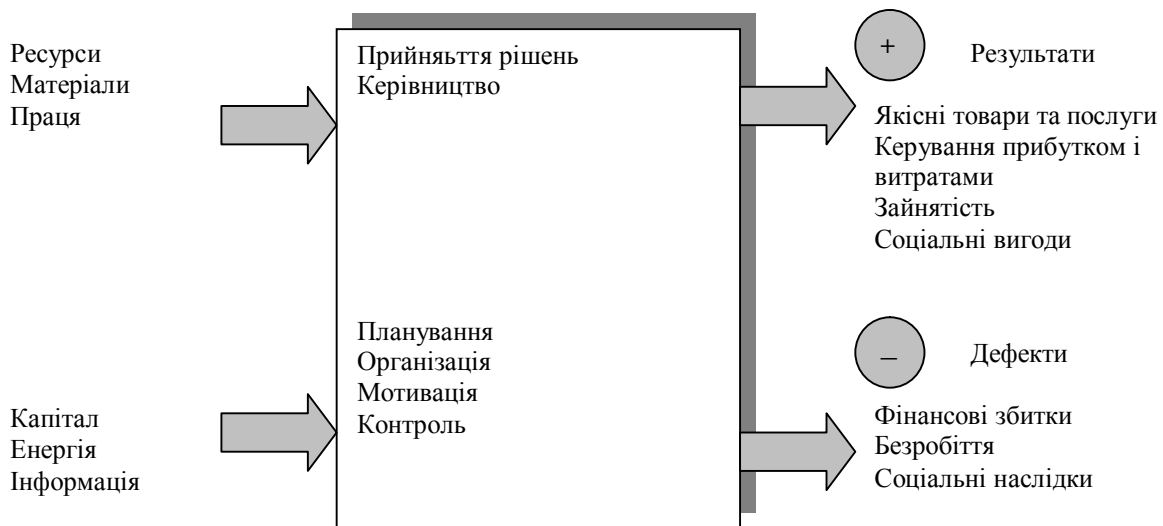 Ресурси
Матеріали
Праця
Капітал
Енергія
Інформація
Прийняьття рішень
Керівництво
Планування
Організація
Мотивація
Контроль
+
Результати
Якісні товари та послуги
Керування прибутком і
витратами
Зайнятість
Соціальні вигоди
–
Дефекти
Фінансові збитки
Безробіття
Соціальні наслідки